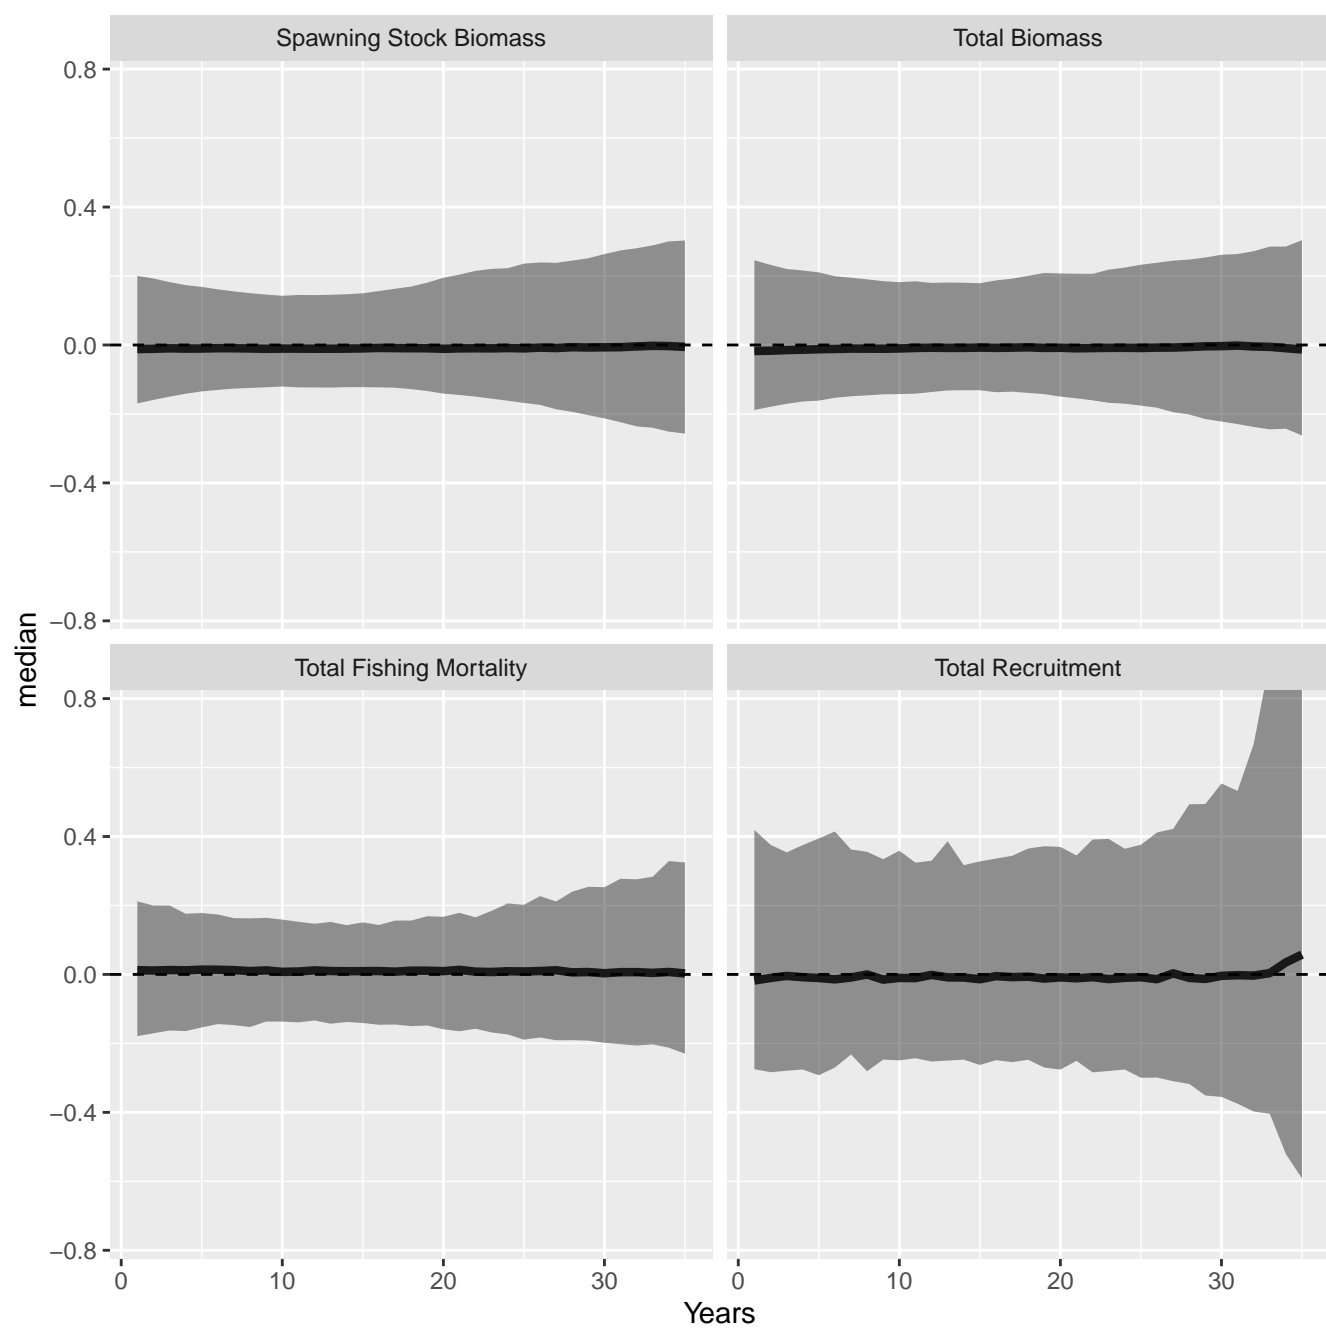 Spawning Stock Biomass
Total Biomass
0.8
0.4
0.0
−0.4
−0.8
median
Total Fishing Mortality
Total Recruitment
0.8
0.4
0.0
−0.4
−0.8
0 10 20 30
0 10 20 30
Years